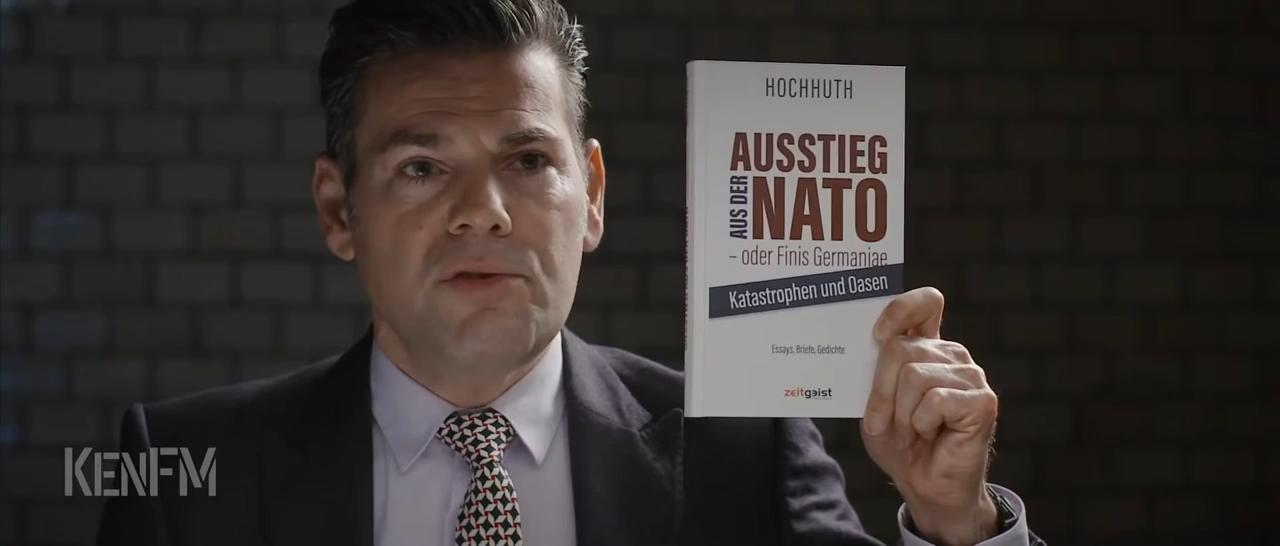 HOCHHUTH
AUSSTIEG
AUS DER
NATO
– oder Finis Germaniae
Katastrophen und Oasen
Essays, Briefe, Gedichte
zeitgeist
KENFM